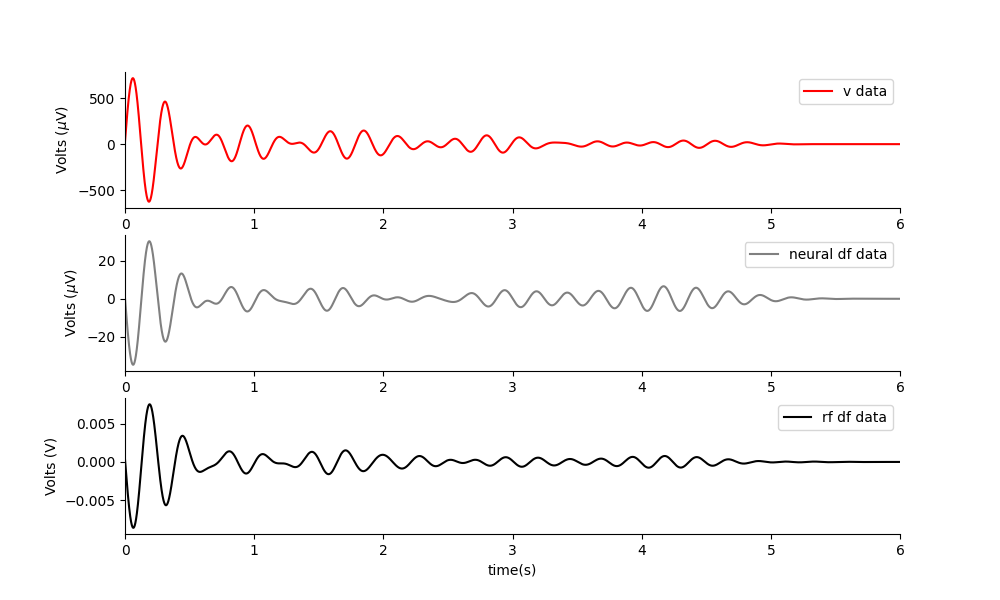 v data
500
0
−500
Volts (μV)
0 1 2 3 4 5 6
neural df data
20
0
−20
Volts (μV)
0 1 2 3 4 5 6
rf df data
0.005
0.000
−0.005
Volts (V)
0 1 2 3 4 5 6
time(s)